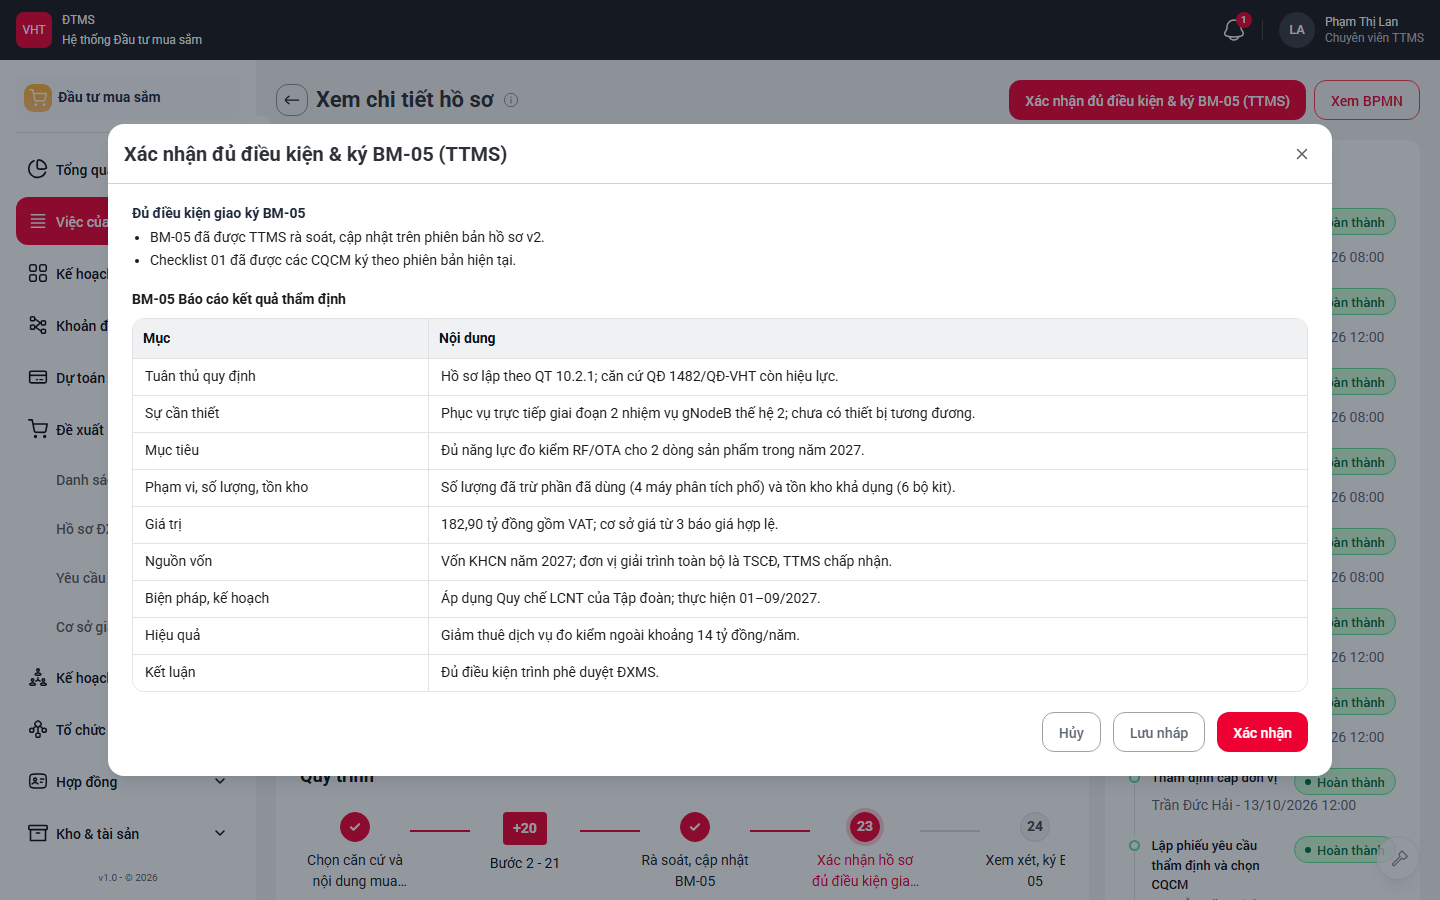 VHT
ĐTMS
Hệ thống Đầu tư mua sắm
1
LA
Phạm Thị Lan
Chuyên viên TTMS
Đầu tư mua sắm
Xem chi tiết hồ sơ
Xác nhận đủ điều kiện & ký BM-05 (TTMS)
Xem BPMN
Tổng qu
Việc của
Kế hoạc
Khoản đ
Dự toán
Đề xuất
Danh sá
Hồ sơ Đ
Yêu cầu
Cơ sở gi
Kế hoạc
Tổ chức
Hợp đồng
Kho & tài sản
v1.0 - © 2026
Xác nhận đủ điều kiện & ký BM-05 (TTMS)
Đủ điều kiện giao ký BM-05
• BM-05 đã được TTMS rà soát, cập nhật trên phiên bản hồ sơ v2.
• Checklist 01 đã được các CQCM ký theo phiên bản hiện tại.
BM-05 Báo cáo kết quả thẩm định
Mục Nội dung
Tuân thủ quy định Hồ sơ lập theo QT 10.2.1; căn cứ QĐ 1482/QĐ-VHT còn hiệu lực.
Sự cần thiết Phục vụ trực tiếp giai đoạn 2 nhiệm vụ gNodeB thế hệ 2; chưa có thiết bị tương đương.
Mục tiêu Đủ năng lực đo kiểm RF/OTA cho 2 dòng sản phẩm trong năm 2027.
Phạm vi, số lượng, tồn kho Số lượng đã trừ phần đã dùng (4 máy phân tích phổ) và tồn kho khả dụng (6 bộ kit).
Giá trị 182,90 tỷ đồng gồm VAT; cơ sở giá từ 3 báo giá hợp lệ.
Nguồn vốn Vốn KHCN năm 2027; đơn vị giải trình toàn bộ là TSCĐ, TTMS chấp nhận.
Biện pháp, kế hoạch Áp dụng Quy chế LCNT của Tập đoàn; thực hiện 01–09/2027.
Hiệu quả Giảm thuê dịch vụ đo kiểm ngoài khoảng 14 tỷ đồng/năm.
Kết luận Đủ điều kiện trình phê duyệt ĐXMS.
Hủy
Lưu nháp
Xác nhận
àn thành
26 08:00
àn thành
26 12:00
àn thành
26 08:00
àn thành
26 08:00
àn thành
26 08:00
àn thành
26 12:00
àn thành
26 12:00
Quy trình
Chọn căn cứ và
nội dung mua...
+20
Bước 2 - 21
Rà soát, cập nhật
BM-05
23
Xác nhận hồ sơ
đủ điều kiện gia...
24
Xem xét, ký B
05
Thẩm định cấp đơn vị
Hoàn thành
Trần Đức Hải - 13/10/2026 12:00
Lập phiếu yêu cầu
thẩm định và chọn
CQCM
Hoàn thành